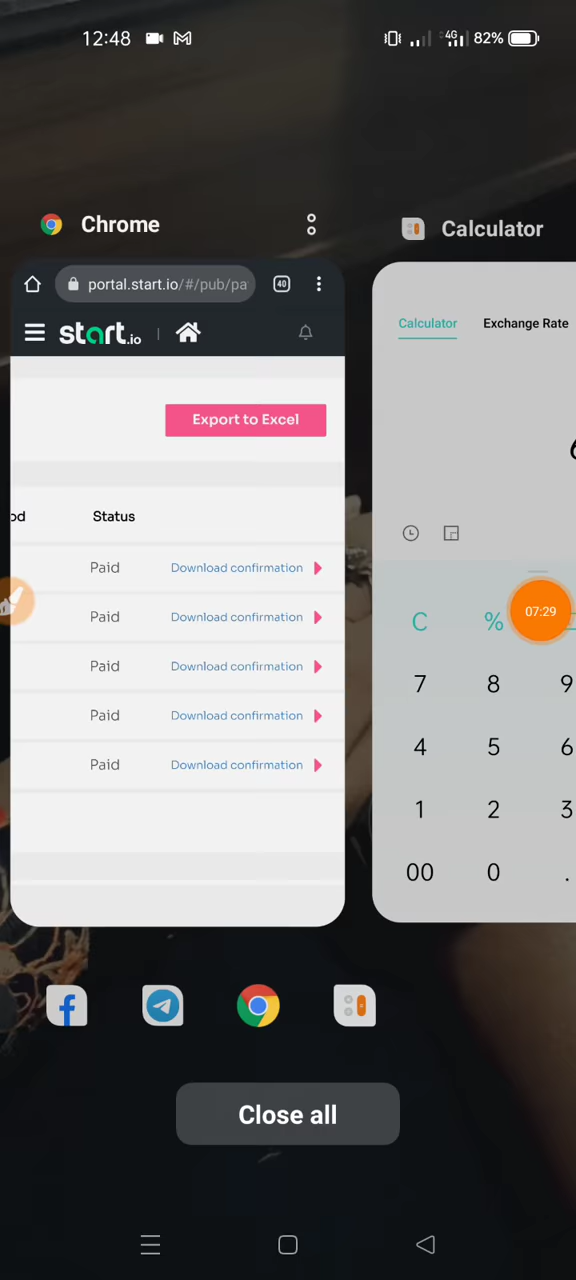 12:48
4G
82%
Chrome
Calculator
portal.start.io/#/pub/pa
40
start.io
Calculator
Exchange Rate
Export to Excel
od
Status
Paid
Download confirmation
Paid
Download confirmation
Paid
Download confirmation
Paid
Download confirmation
Paid
Download confirmation
07:29
C
%
7
8
9
4
5
6
1
2
3
00
0
.
Close all